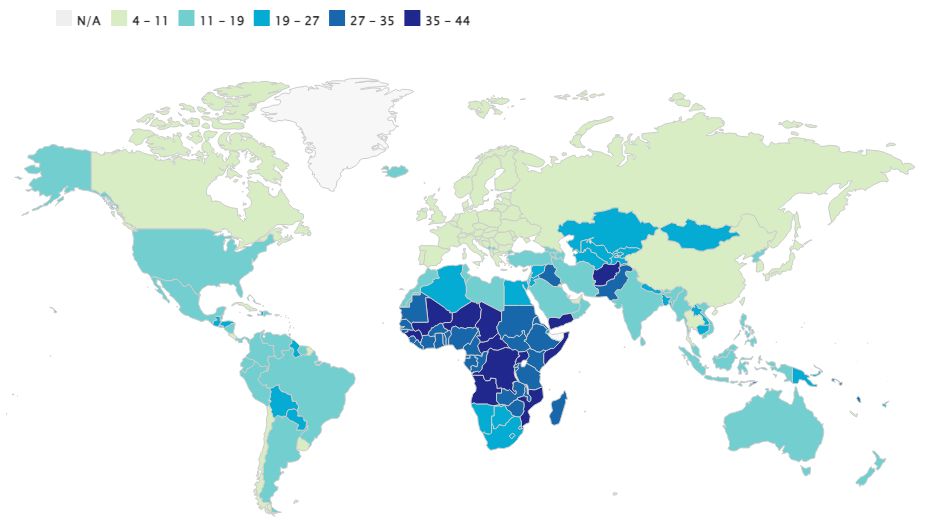 N/A 4 – 11 11 – 19 19 – 27 27 – 35 35 – 44